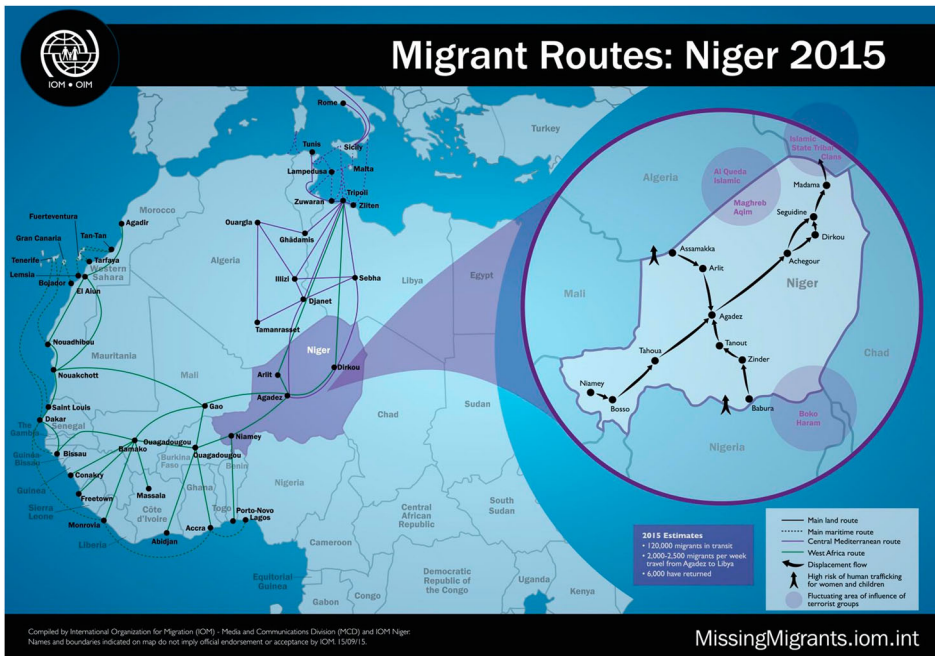 IOM • OIM
Migrant Routes: Niger 2015
Rome
Turkey
Tunis
Sicily
Lampedusa
Malta
Zuwaran
Tripoli
Zliten
Morocco
Fuerteventura
Agadir
Gran Canaria
Tan-Tan
Tenerife
Tarfaya
Western
Sahara
Lemsia
Bojador
El Aiun
Ouargla
Ghàdamis
Algeria
Libya
Egypt
Illizi
Sebha
Djanet
Tamanrasset
Nouadhibou
Mauritania
Nouakchott
Mali
Niger
Arlit
Dirkou
Agadez
Chad
Sudan
Saint Louis
Gao
The
Gambia
Dakar
Senegal
Niamey
Bissau
Guinea-
Bissau
Bamako
Ouagadougou
Burkina
Faso
Ouagadougou
Benin
Nigeria
Conakry
Guinea
Freetown
Sierra
Leone
Massala
Côte
d'Ivoire
Ghana
Togo
Porto-Novo
Lagos
Monrovia
Liberia
Abidjan
Accra
Cameroon
Central
African
Republic
South
Sudan
Equitorial
Guinea
Gabon
Congo
Democratic
Republic of
the Congo
Uganda
Kenya
Islamic
State Tribal
Clans
Algeria
Al Queda
Islamic
Maghreb
Aqim
Madama
Seguidine
Dirkou
Achegour
Assamakka
Arlit
Niger
Mali
Agadez
Tanout
Tahoua
Zinder
Chad
Niamey
Bosso
Babura
Boko
Haram
Nigeria
2015 Estimates
• 120,000 migrants in transit
• 2,000-2,500 migrants per week
travel from Agadez to Libya
• 6,000 have returned
Main land route
Main maritime route
Central Mediterranean route
West Africa route
Displacement flow
High risk of human trafficking
for women and children
Fluctuating area of influence of
terrorist groups
Compiled by International Organization for Migration (IOM) - Media and Communications Division (MCD) and IOM Niger.
Names and boundaries indicated on map do not imply official endorsement or acceptance by IOM. 15/09/15.
MissingMigrants.iom.int